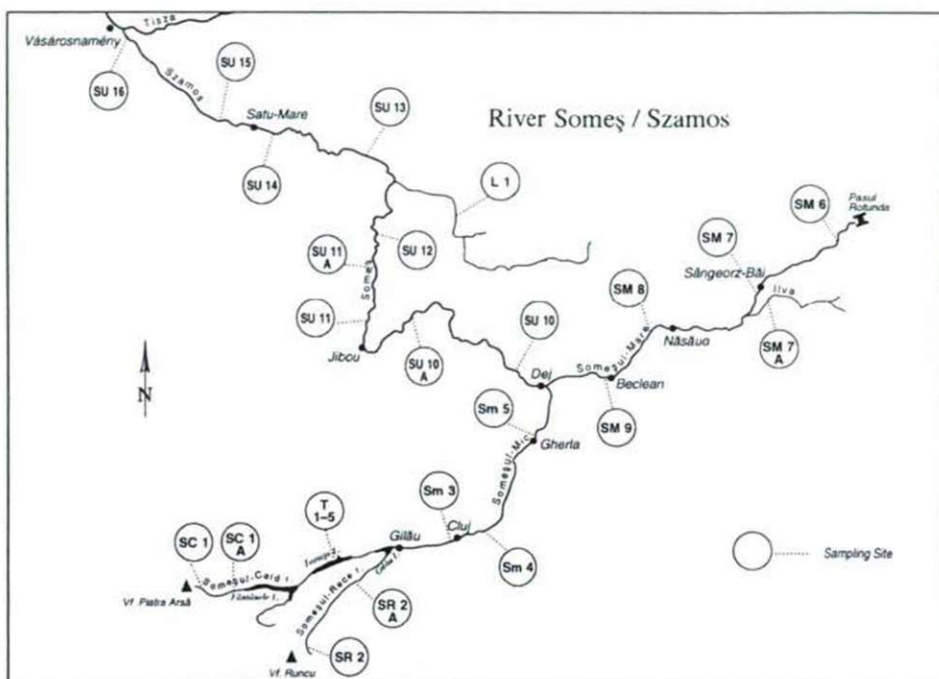 Tisza
Vásárosnamény
SU 16
Szamos
SU 15
Satu-Mare
SU 14
SU 13
River Someş / Szamos
L 1
SM 6
Pasul
Rotunda
SM 7
Sângeorz-Băi
Ilva
SM 7
A
SU 11
A
Someş
SU 12
SM 8
Năsăuo
SU 11
Jibou
SU 10
A
SU 10
Someşul-Mare
Beclean
SM 9
Dej
N
Sm 5
Gherla
Someşul-Mic
T
1–5
Sm 3
Gilău
Cluj
Sm 4
SC 1
SC 1
A
Someşul-Cald r.
Vf. Piatra Arsă
Someşul-Rece r.
SR 2
A
SR 2
Vf. Runcu
Sampling Site